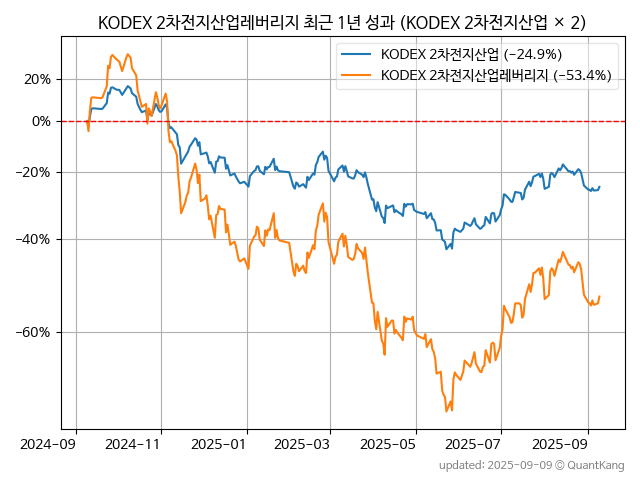 KODEX 2차전지산업레버리지 최근 1년 성과 (KODEX 2차전지산업 × 2)
KODEX 2차전지산업 (−24.9%)
KODEX 2차전지산업레버리지 (−53.4%)
20%
0%
−20%
−40%
−60%
2024−09 2024−11 2025−01 2025−03 2025−05 2025−07 2025−09
updated: 2025-09-09 © QuantKang